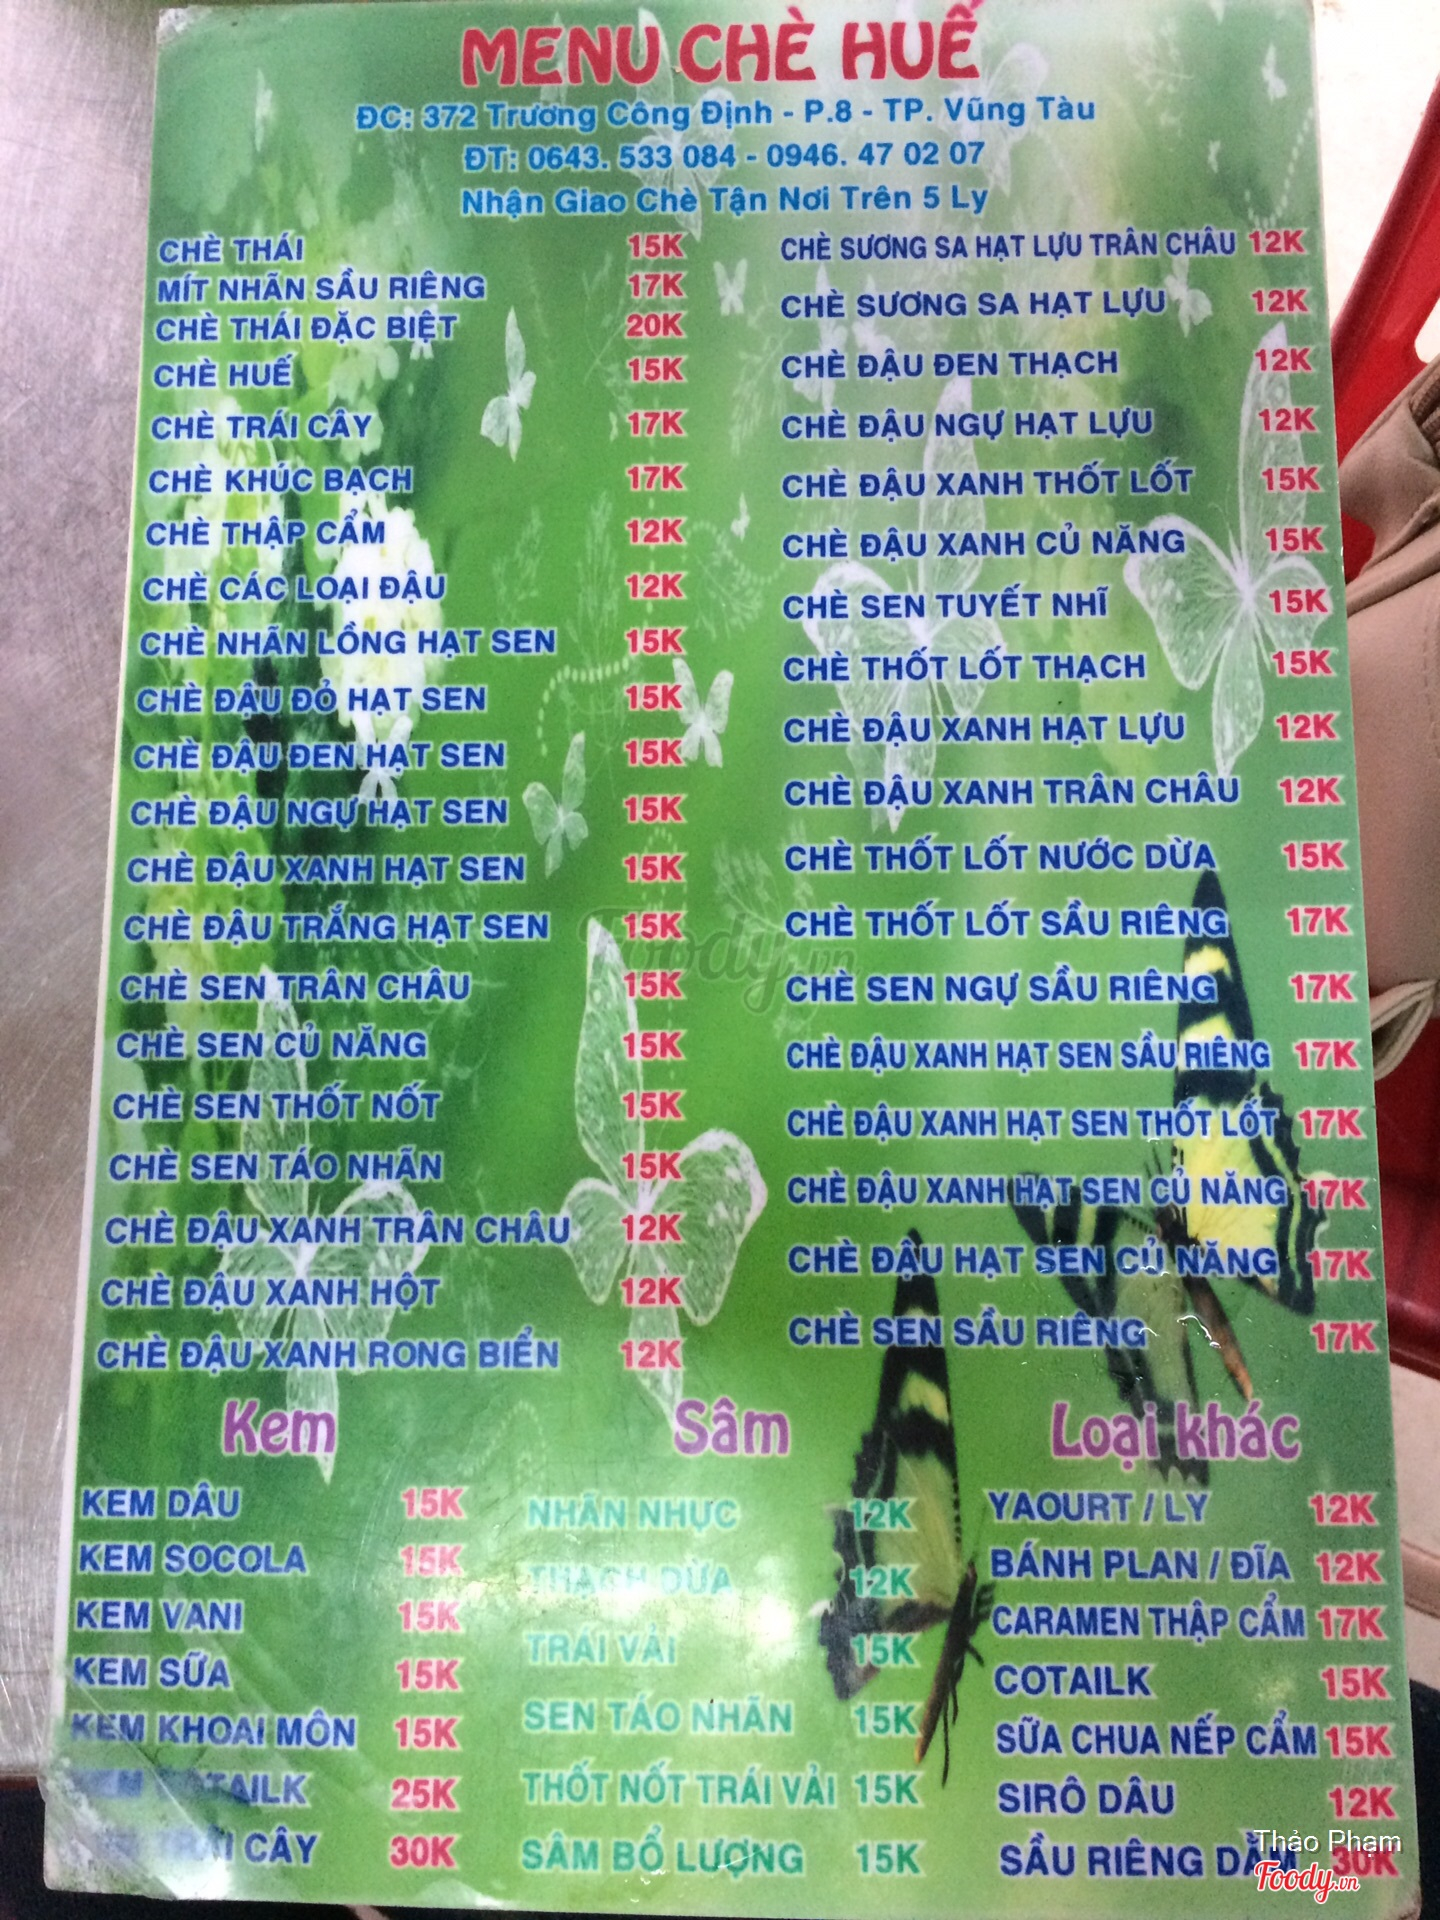 MENU CHÈ HUẾ
ĐC: 372 Trương Công Định - P.8 - TP. Vũng Tàu
ĐT: 0643. 533 084 - 0946. 47 02 07
Nhận Giao Chè Tận Nơi Trên 5 Ly
CHÈ THÁI 15K
MÍT NHÃN SẦU RIÊNG 17K
CHÈ THÁI ĐẶC BIỆT 20K
CHÈ HUẾ 15K
CHÈ TRÁI CÂY 17K
CHÈ KHÚC BẠCH 17K
CHÈ THẬP CẨM 12K
CHÈ CÁC LOẠI ĐẬU 12K
CHÈ NHÃN LỒNG HẠT SEN 15K
CHÈ ĐẬU ĐỎ HẠT SEN 15K
CHÈ ĐẬU ĐEN HẠT SEN 15K
CHÈ ĐẬU NGỰ HẠT SEN 15K
CHÈ ĐẬU XANH HẠT SEN 15K
CHÈ ĐẬU TRẮNG HẠT SEN 15K
CHÈ SEN TRÂN CHÂU 15K
CHÈ SEN CỦ NĂNG 15K
CHÈ SEN THỐT NỐT 15K
CHÈ SEN TÁO NHÃN 15K
CHÈ ĐẬU XANH TRÂN CHÂU 12K
CHÈ ĐẬU XANH HỘT 12K
CHÈ ĐẬU XANH RONG BIỂN 12K
CHÈ SƯƠNG SA HẠT LỰU TRÂN CHÂU 12K
CHÈ SƯƠNG SA HẠT LỰU 12K
CHÈ ĐẬU ĐEN THẠCH 12K
CHÈ ĐẬU NGỰ HẠT LỰU 12K
CHÈ ĐẬU XANH THỐT LỐT 15K
CHÈ ĐẬU XANH CỦ NĂNG 15K
CHÈ SEN TUYẾT NHĨ 15K
CHÈ THỐT LỐT THẠCH 15K
CHÈ ĐẬU XANH HẠT LỰU 12K
CHÈ ĐẬU XANH TRÂN CHÂU 12K
CHÈ THỐT LỐT NƯỚC DỪA 15K
CHÈ THỐT LỐT SẦU RIÊNG 17K
CHÈ SEN NGỰ SẦU RIÊNG 17K
CHÈ ĐẬU XANH HẠT SEN SẦU RIÊNG 17K
CHÈ ĐẬU XANH HẠT SEN THỐT LỐT 17K
CHÈ ĐẬU XANH HẠT SEN CỦ NĂNG 17K
CHÈ ĐẦU HẠT SEN CỦ NĂNG 17K
CHÈ SEN SẦU RIÊNG 17K
Kem
KEM DÂU 15K
KEM SOCOLA 15K
KEM VANI 15K
KEM SỮA 15K
KEM KHOAI MÔN 15K
TAILK 25K
CÂY 30K
Sâm
NHÃN NHỤC 12K
THẠCH DỪA 12K
TRÁI VẢI 15K
SEN TÁO NHÃN 15K
THỐT NỐT TRÁI VẢI 15K
SÂM BỔ LƯỢNG 15K
Loại khác
YAOURT / LY 12K
BÁNH PLAN / ĐĨA 12K
CARAMEN THẬP CẨM 17K
COTAILK 15K
SỮA CHUA NẾP CẨM 15K
SIRÔ DÂU 12K
SẦU RIÊNG DẰM 30K
Foody.vn
Thảo Phạm
Foody.vn